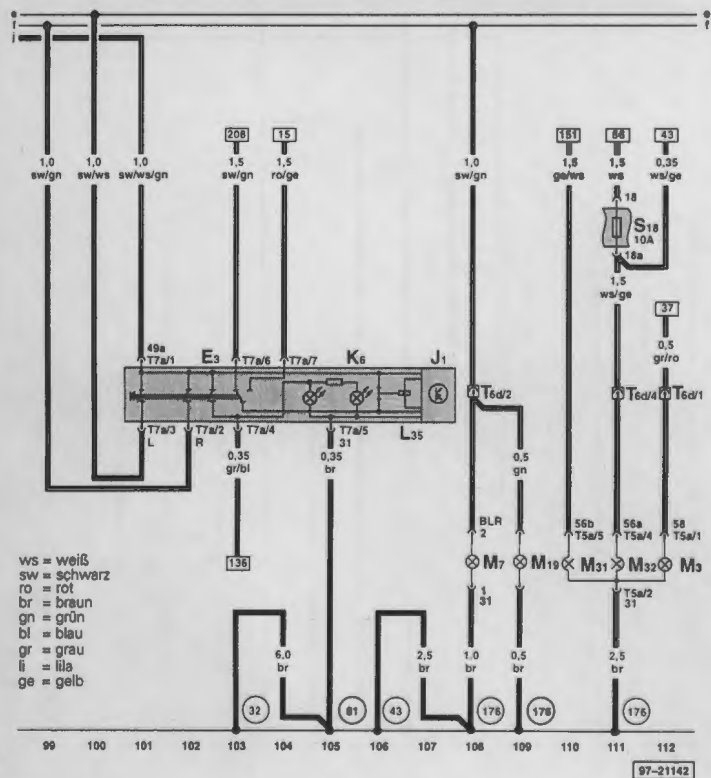 e e
f f
j
208 15 151 56 43
1,0 sw/gn
1,0 sw/ws
1,0 sw/ws/gn
1,5 sw/gn
1,5 ro/ge
1,0 sw/gn
1,5 ge/ws
1,5 ws
0,35 ws/ge
18
S18
10A
18a
1,5 ws/ge
37
0,5 gr/ro
49a
T7a/1 E3 T7a/6 T7a/7 K6 J1
T6d/2 T6d/4 T6d/1
T7a/3 T7a/2 T7a/4 T7a/5 L35
L R 31
0,35 gr/bl
0,35 br
0,5 gn
136
BLR
2
56b T5a/5
56a T5a/4
58 T5a/1
M7 M19 M31 M32 M3
1
31
T5a/2
31
ws = weiß
sw = schwarz
ro = rot
br = braun
gn = grün
bl = blau
gr = grau
li = lila
ge = gelb
6,0 br
2,5 br
1,0 br
0,5 br
2,5 br
32 81 43 176 176 176
99 100 101 102 103 104 105 106 107 108 109 110 111 112
97-21142